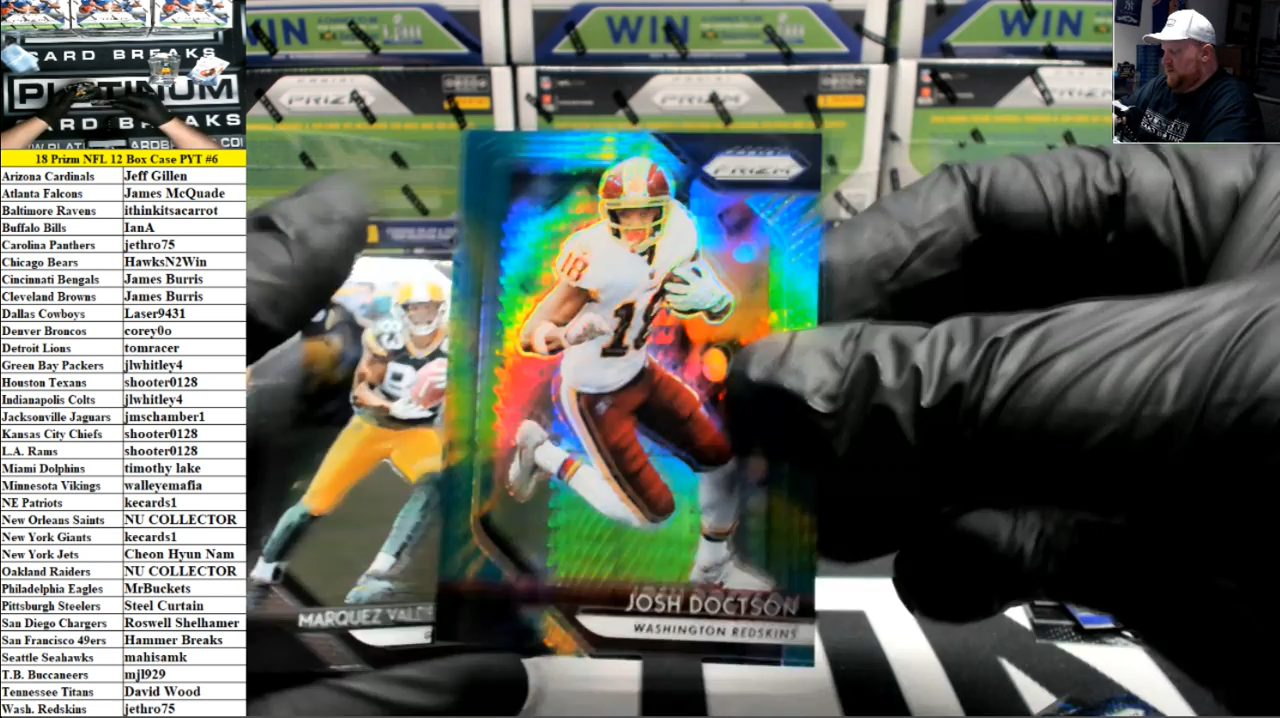 CARD BREAKS
PLATINUM
CARD BREAKS
18 Prizm NFL 12 Box Case PYT #6
Arizona Cardinals Jeff Gillen
Atlanta Falcons James McQuade
Baltimore Ravens ithinkitsacarrot
Buffalo Bills IanA
Carolina Panthers jethro75
Chicago Bears HawksN2Win
Cincinnati Bengals James Burris
Cleveland Browns James Burris
Dallas Cowboys Laser9431
Denver Broncos corey0o
Detroit Lions tomracer
Green Bay Packers jlwhitley4
Houston Texans shooter0128
Indianapolis Colts jlwhitley4
Jacksonville Jaguars jmschamber1
Kansas City Chiefs shooter0128
L.A. Rams shooter0128
Miami Dolphins timothy lake
Minnesota Vikings walleyemafia
NE Patriots kecards1
New Orleans Saints NU COLLECTOR
New York Giants kecards1
New York Jets Cheon Hyun Nam
Oakland Raiders NU COLLECTOR
Philadelphia Eagles MrBuckets
Pittsburgh Steelers Steel Curtain
San Diego Chargers Roswell Shelhamer
San Francisco 49ers Hammer Breaks
Seattle Seahawks mahisamk
T.B. Buccaneers mjl929
Tennessee Titans David Wood
Wash. Redskins jethro75
WIN WIN WIN
PRIZM PRIZM PRIZM
PRIZM
18
18
MARQUEZ VALDE
JOSH DOCTSON
WASHINGTON REDSKINS